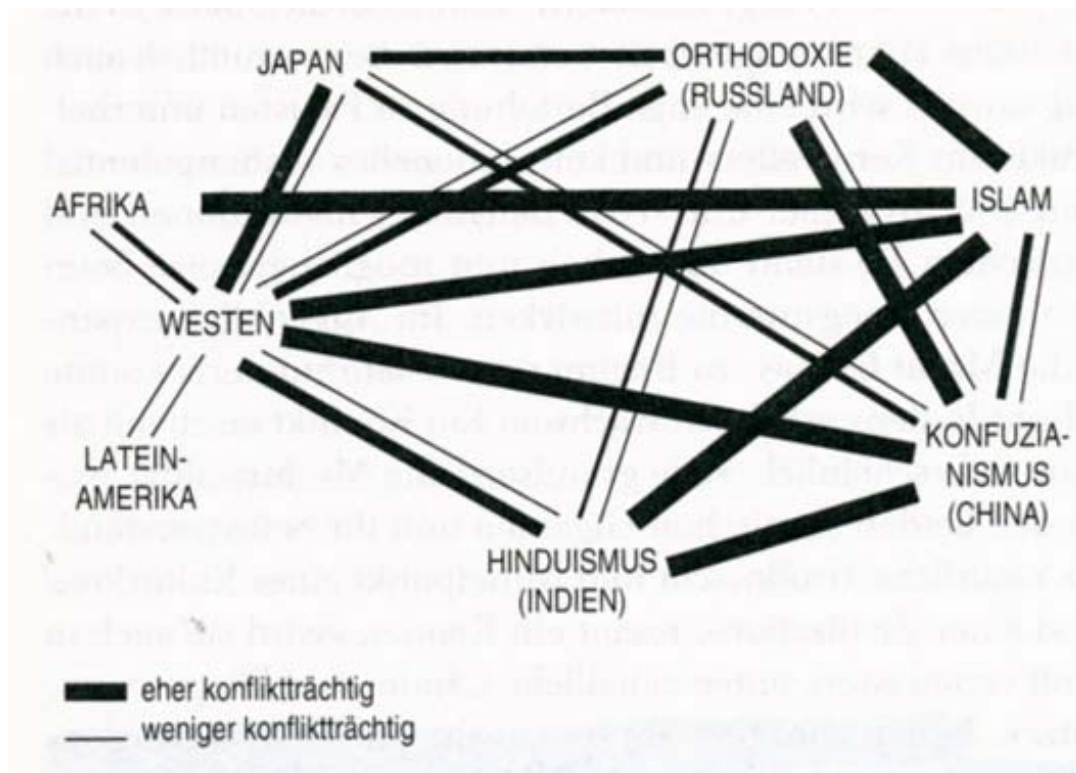 JAPAN
ORTHODOXIE
(RUSSLAND)
AFRIKA
ISLAM
WESTEN
LATEIN-
AMERIKA
KONFUZIA-
NISMUS
(CHINA)
HINDUISMUS
(INDIEN)
eher konfliktträchtig
weniger konfliktträchtig